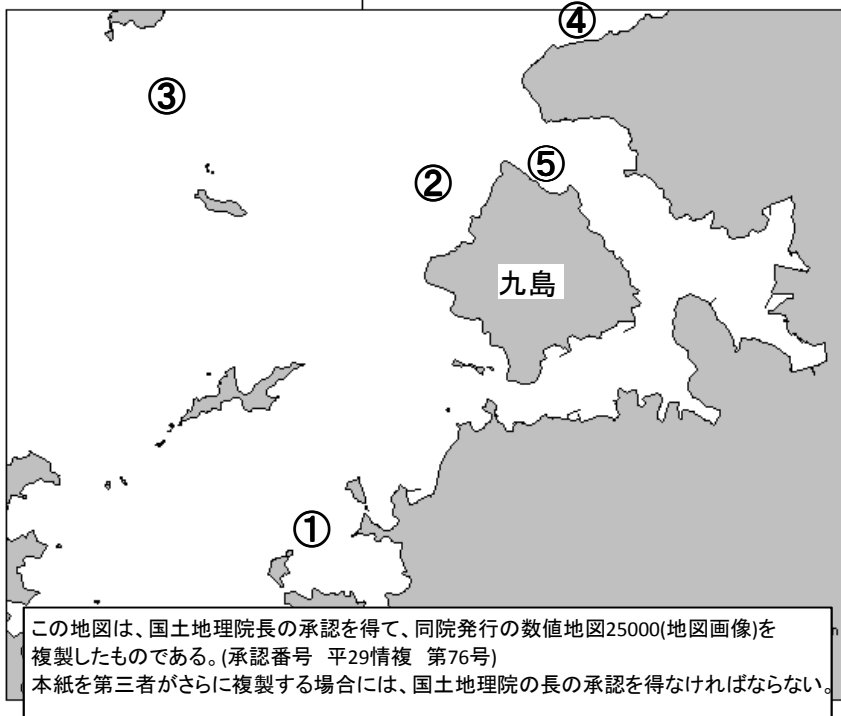 ④
③
⑤
②
九島
①
この地図は、国土地理院長の承認を得て、同院発行の数値地図25000(地図画像)を
複製したものである。(承認番号 平29情複 第76号)
本紙を第三者がさらに複製する場合には、国土地理院の長の承認を得なければならない。